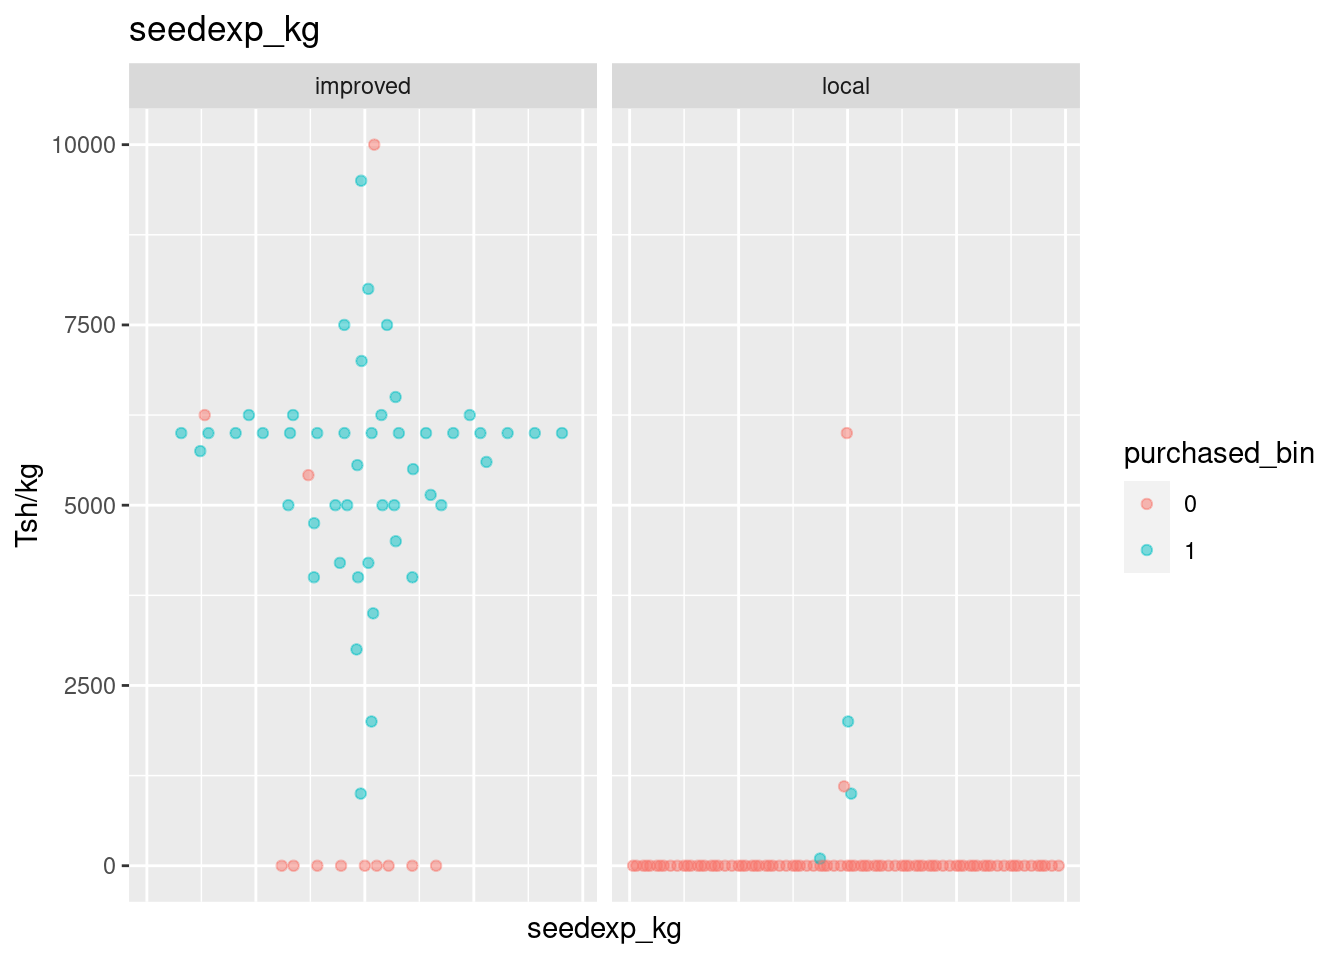 seedexp_kg
improved local
10000
7500
5000
2500
0
Tsh/kg
seedexp_kg
purchased_bin
0
1